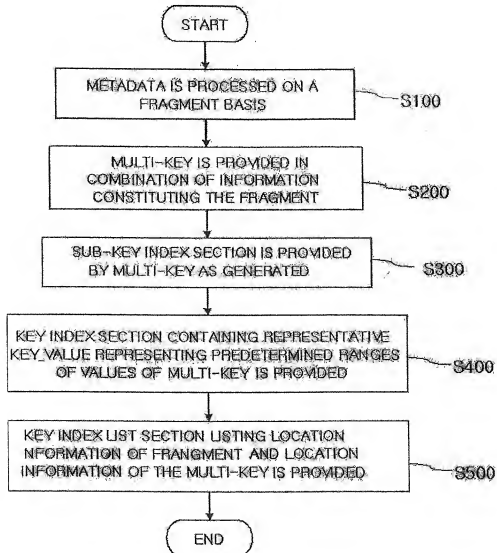 START
METADATA IS PROCESSED ON A
FRAGMENT BASIS
S100
MULTI-KEY IS PROVIDED IN
COMBINATION OF INFORMATION
CONSTITUTING THE FRAGMENT
S200
SUB-KEY INDEX SECTION IS PROVIDED
BY MULTI-KEY AS GENERATED
S300
KEY INDEX SECTION CONTAINING REPRESENTATIVE
KEY VALUE REPRESENTING PREDETERMINED RANGES
OF VALUES OF MULTI-KEY IS PROVIDED
S400
KEY INDEX LIST SECTION LISTING LOCATION
NFORMATION OF FRANGMENT AND LOCATION
INFORMATION OF THE MULTI-KEY IS PROVIDED
S500
END